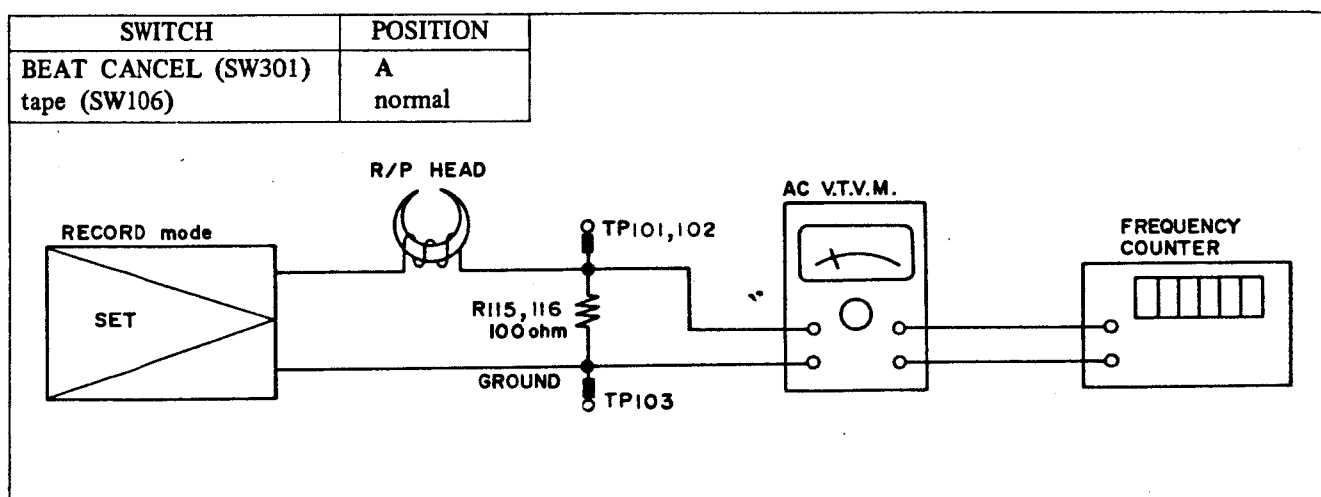 SWITCH POSITION
BEAT CANCEL (SW301) A
tape (SW106) normal
R/P HEAD
AC V.T.V.M.
TP101,102
FREQUENCY
COUNTER
RECORD mode
R115,116
100ohm
SET
GROUND
TP103